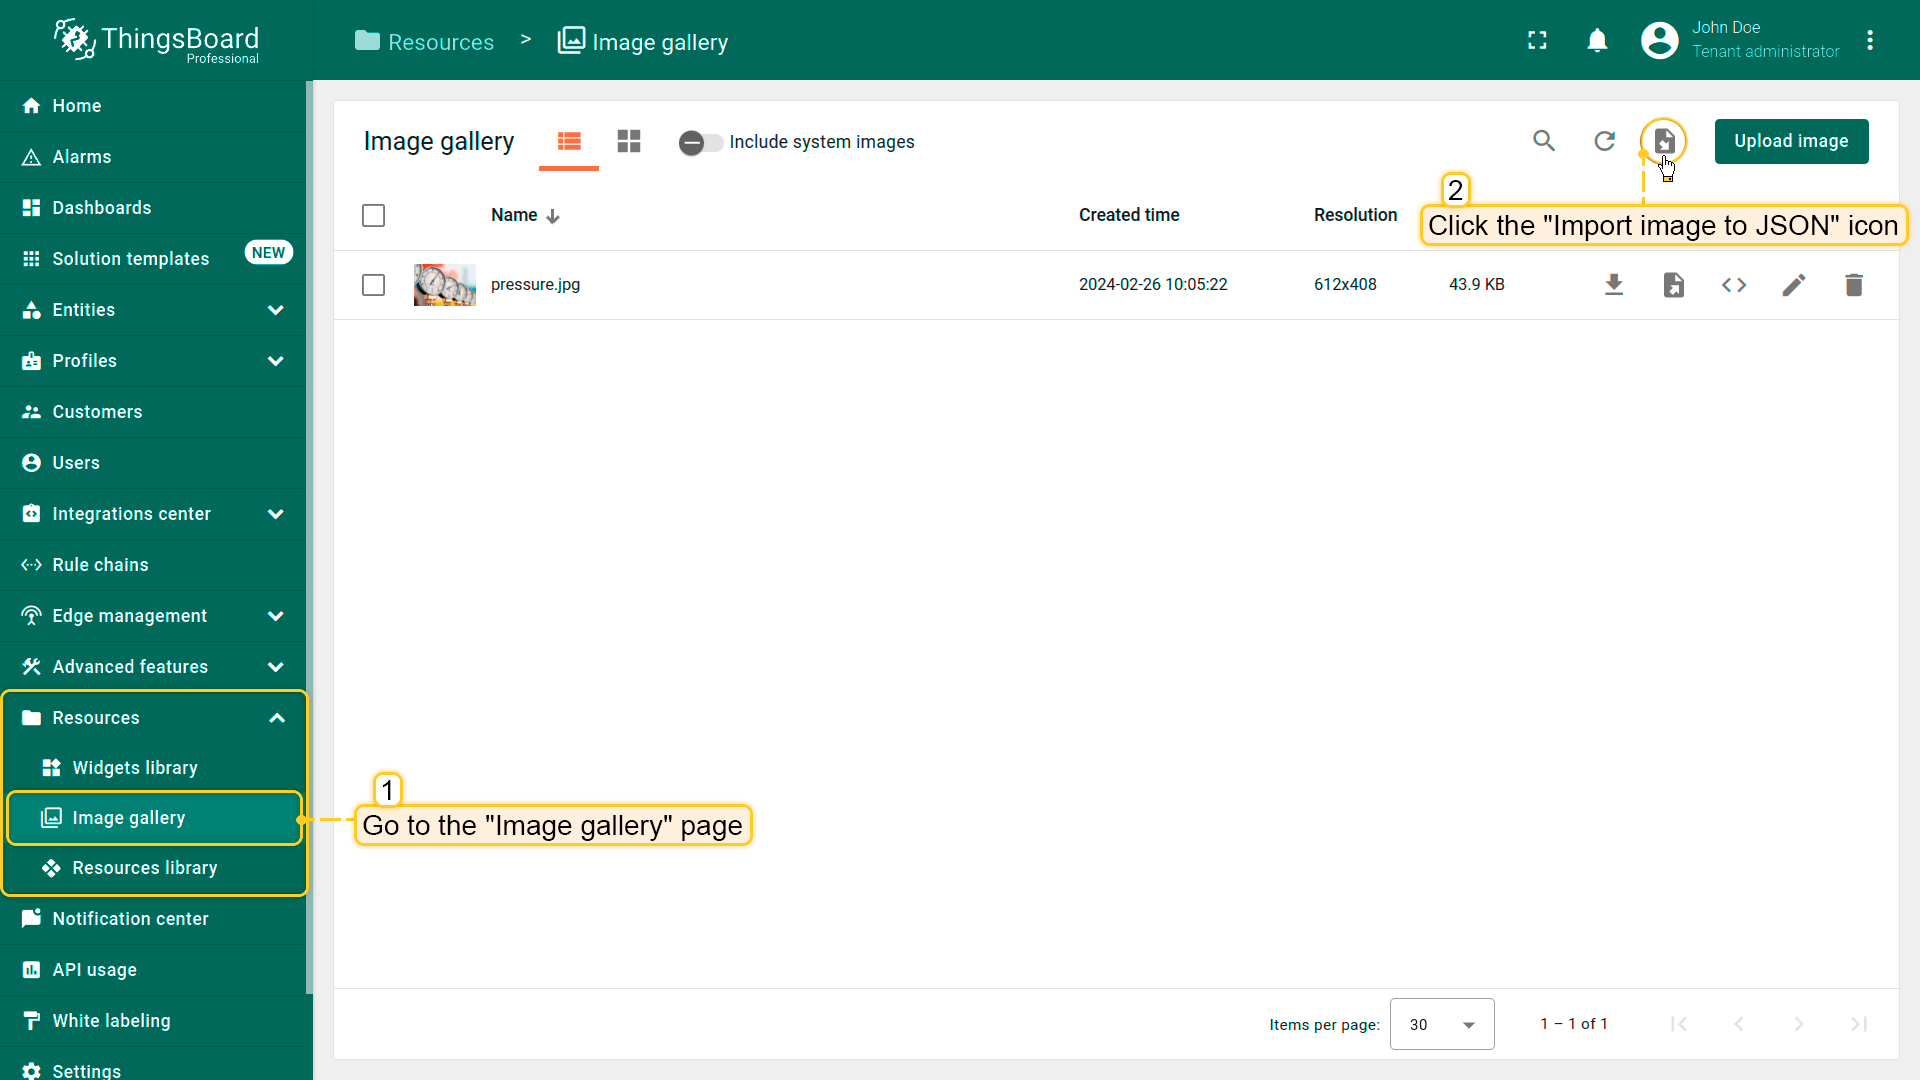 ThingsBoard
Professional
Resources > Image gallery
John Doe
Tenant administrator
Home
Alarms
Dashboards
Solution templates NEW
Entities
Profiles
Customers
Users
Integrations center
Rule chains
Edge management
Advanced features
Resources
Widgets library
Image gallery
Resources library
Notification center
API usage
White labeling
Settings
Image gallery
Include system images
Upload image
Name
Created time
Resolution
2
Click the "Import image to JSON" icon
pressure.jpg
2024-02-26 10:05:22
612x408
43.9 KB
1
Go to the "Image gallery" page
Items per page: 30
1 – 1 of 1